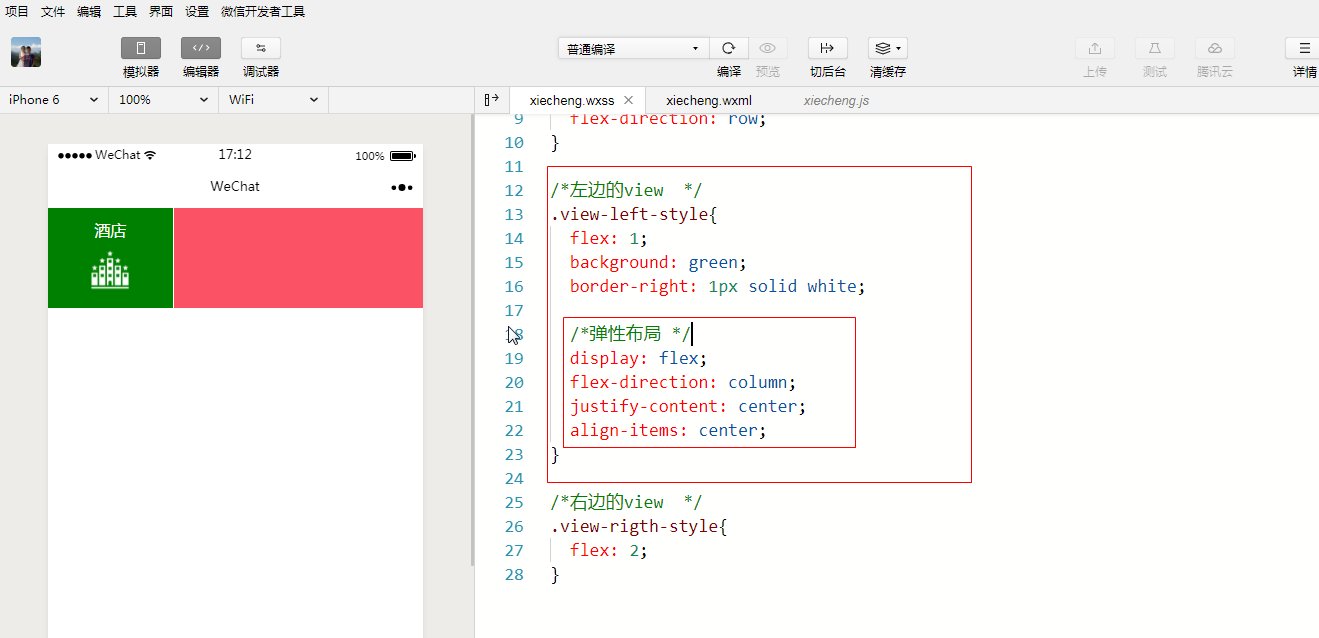 项目 文件 编辑 工具 界面 设置 微信开发者工具
模拟器 编辑器 调试器 普通编译 编译 预览 切后台 清缓存 上传 测试 腾讯云 详情
iPhone 6 100% WiFi xiecheng.wxss xiecheng.wxml xiecheng.js
WeChat 17:12 100%
WeChat
酒店
9 flex-direction: row;
10 }
11
12 /*左边的view */
13 .view-left-style{
14 flex: 1;
15 background: green;
16 border-right: 1px solid white;
17
18 /*弹性布局 */
19 display: flex;
20 flex-direction: column;
21 justify-content: center;
22 align-items: center;
23 }
24
25 /*右边的view */
26 .view-rigth-style{
27 flex: 2;
28 }